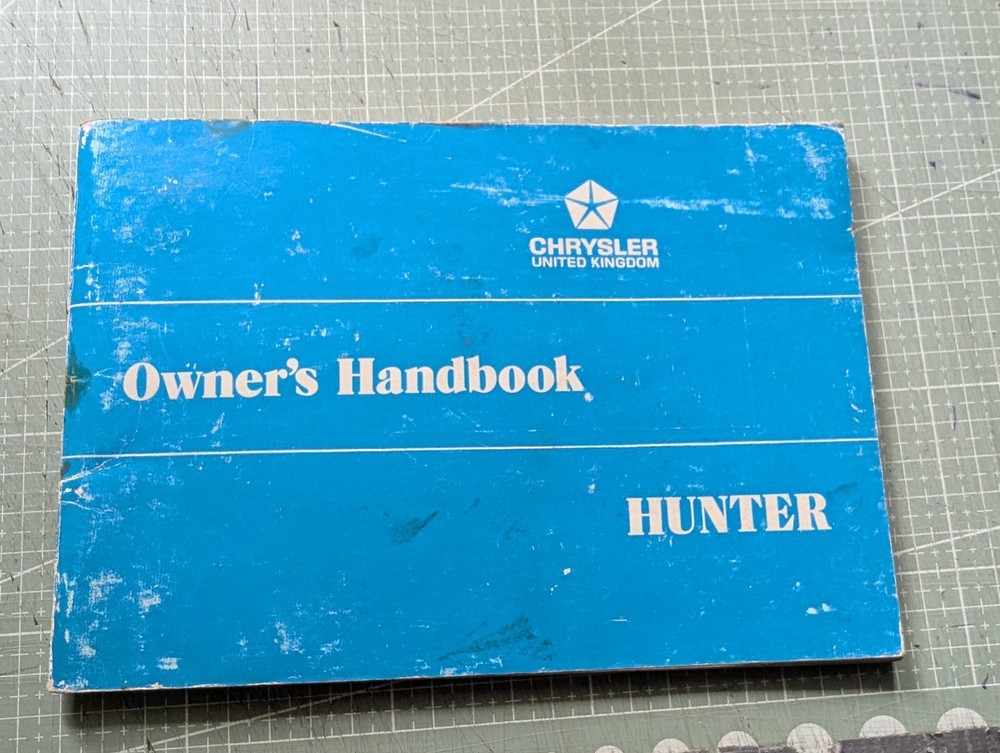 CHRYSLER
UNITED KINGDOM
Owner's Handbook
HUNTER